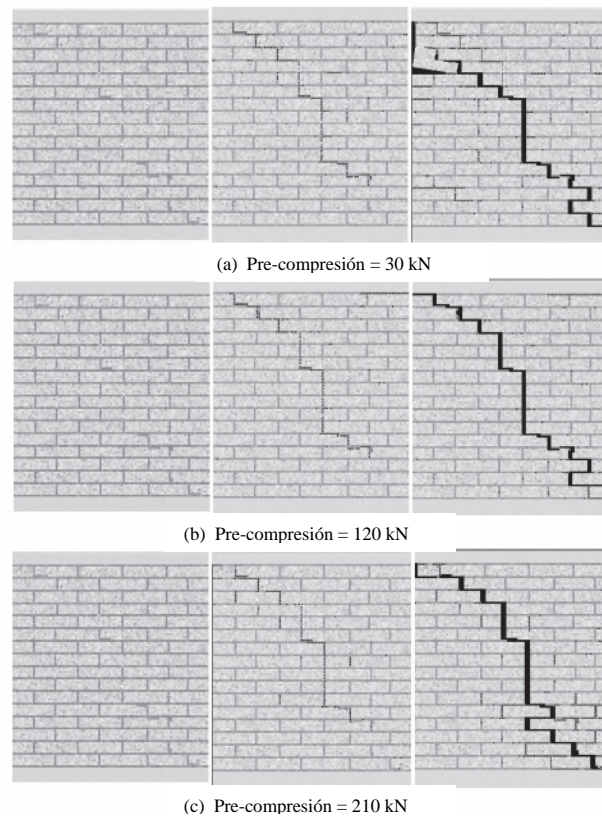 (a) Pre-compresión = 30 kN
(b) Pre-compresión = 120 kN
(c) Pre-compresión = 210 kN